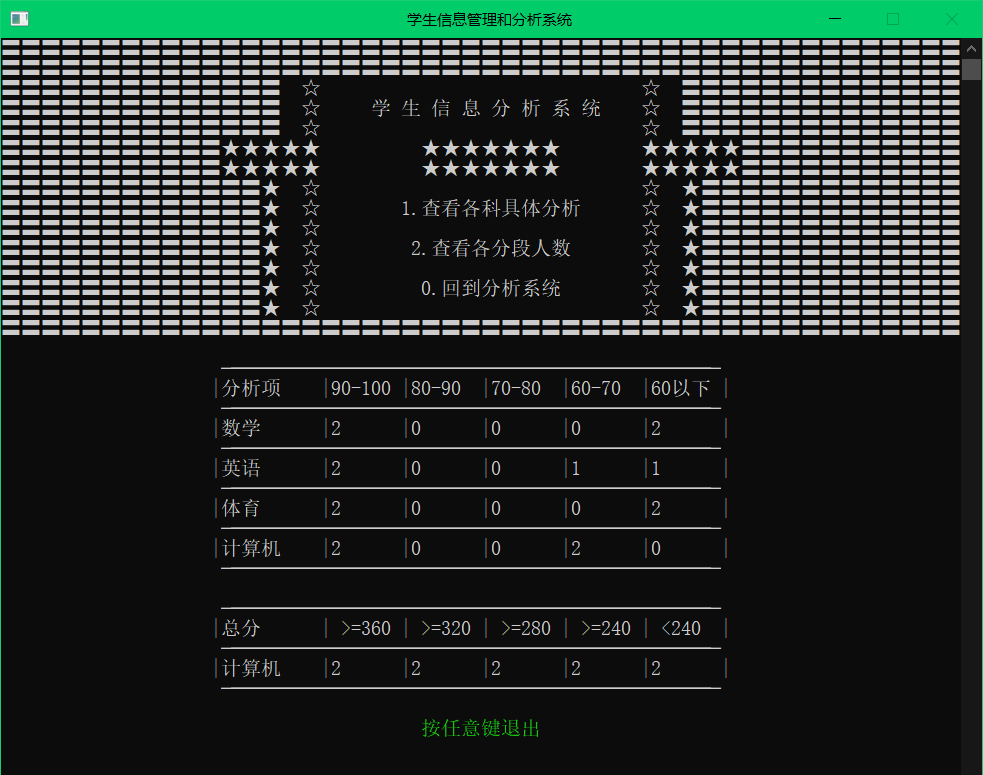 学生信息管理和分析系统
学 生 信 息 分 析 系 统
1.查看各科具体分析
2.查看各分段人数
0.回到分析系统
|分析项 |90-100 |80-90 |70-80 |60-70 |60以下 |
|数学 |2 |0 |0 |0 |2 |
|英语 |2 |0 |0 |1 |1 |
|体育 |2 |0 |0 |0 |2 |
|计算机 |2 |0 |0 |2 |0 |
|总分 | >=360 | >=320 | >=280 | >=240 | <240 |
|计算机 |2 |2 |2 |2 |2 |
按任意键退出